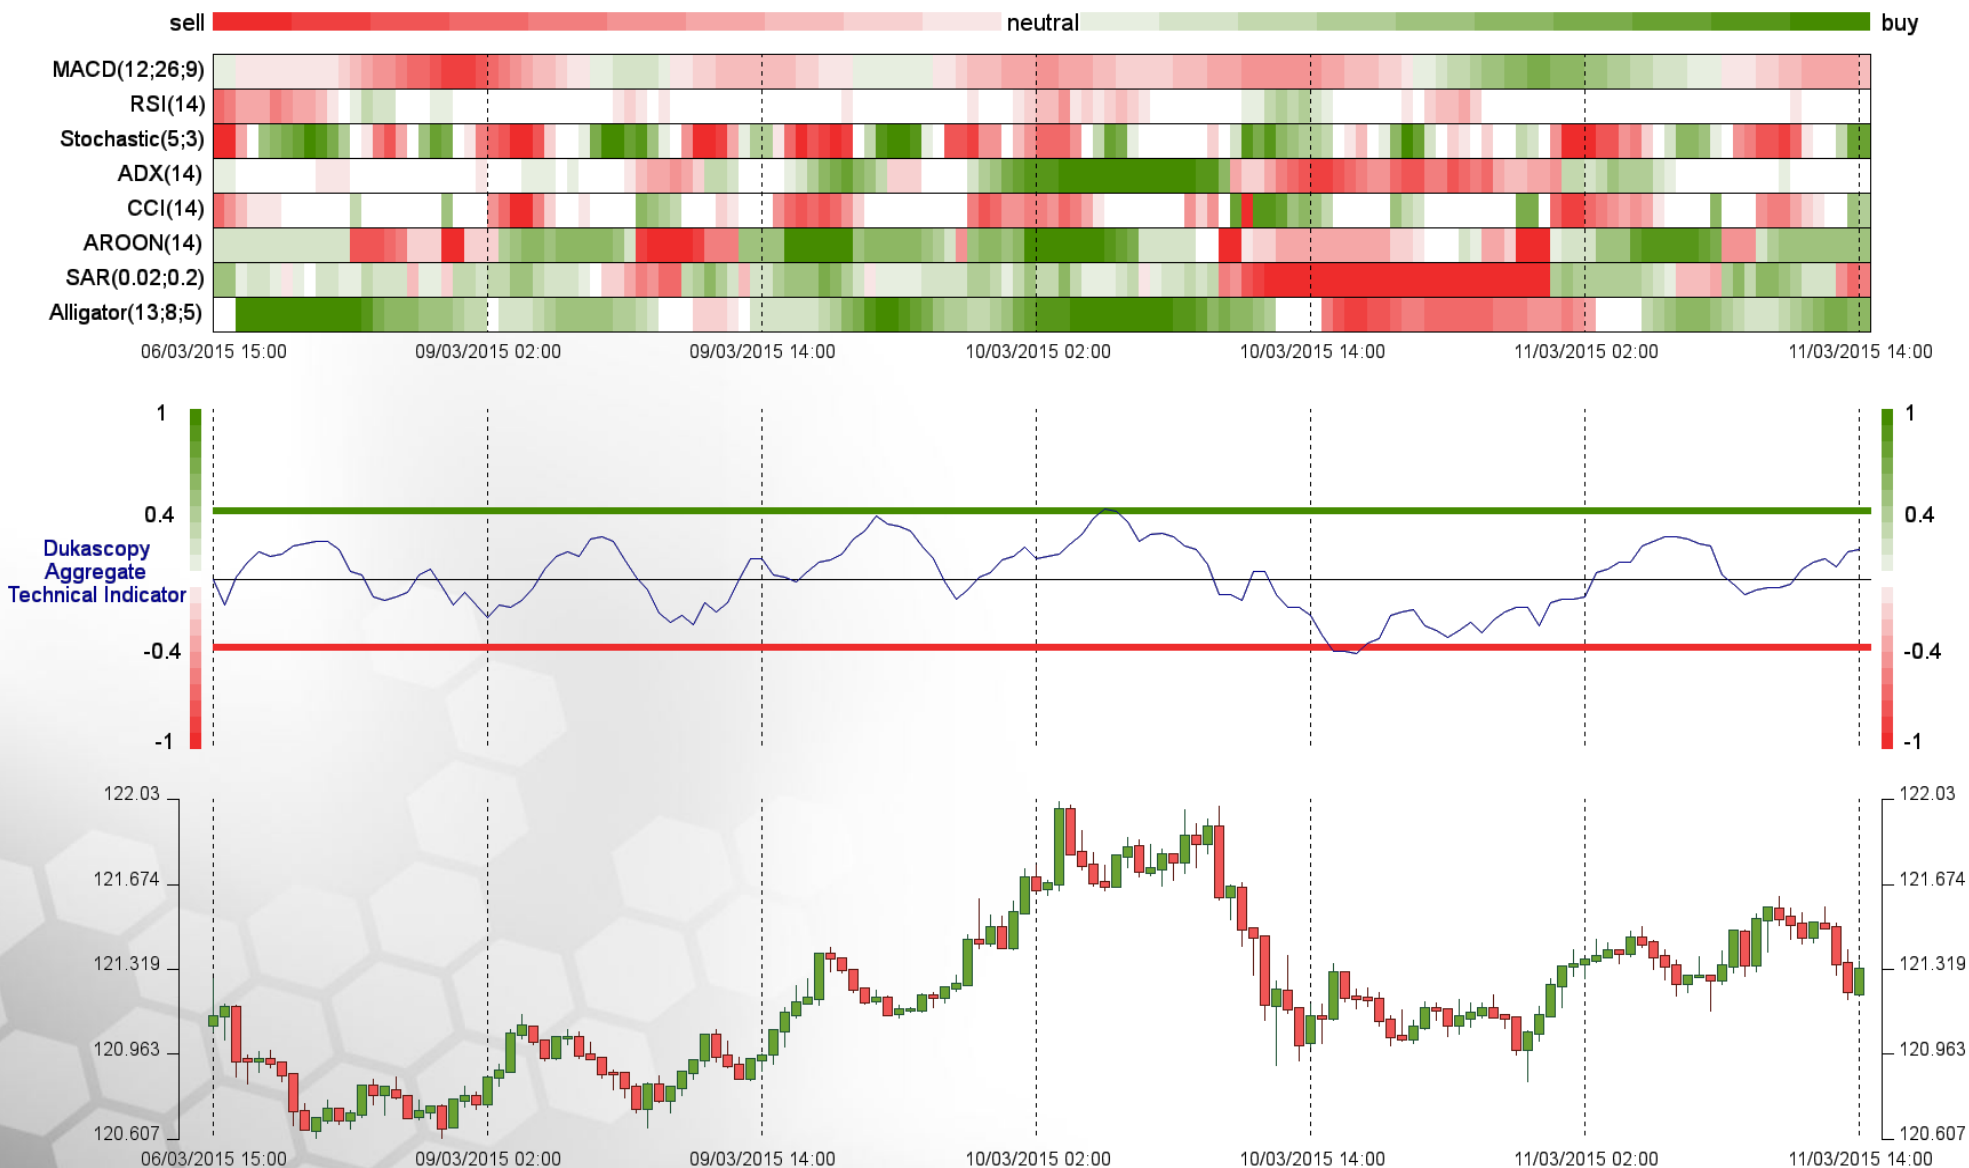 sell neutral buy
MACD(12;26;9)
RSI(14)
Stochastic(5;3)
ADX(14)
CCI(14)
AROON(14)
SAR(0.02;0.2)
Alligator(13;8;5)
06/03/2015 15:00 09/03/2015 02:00 09/03/2015 14:00 10/03/2015 02:00 10/03/2015 14:00 11/03/2015 02:00 11/03/2015 14:00
1 1
0.4 0.4
Dukascopy
Aggregate
Technical Indicator
-0.4 -0.4
-1 -1
122.03 122.03
121.674 121.674
121.319 121.319
120.963 120.963
120.607 120.607
06/03/2015 15:00 09/03/2015 02:00 09/03/2015 14:00 10/03/2015 02:00 10/03/2015 14:00 11/03/2015 02:00 11/03/2015 14:00